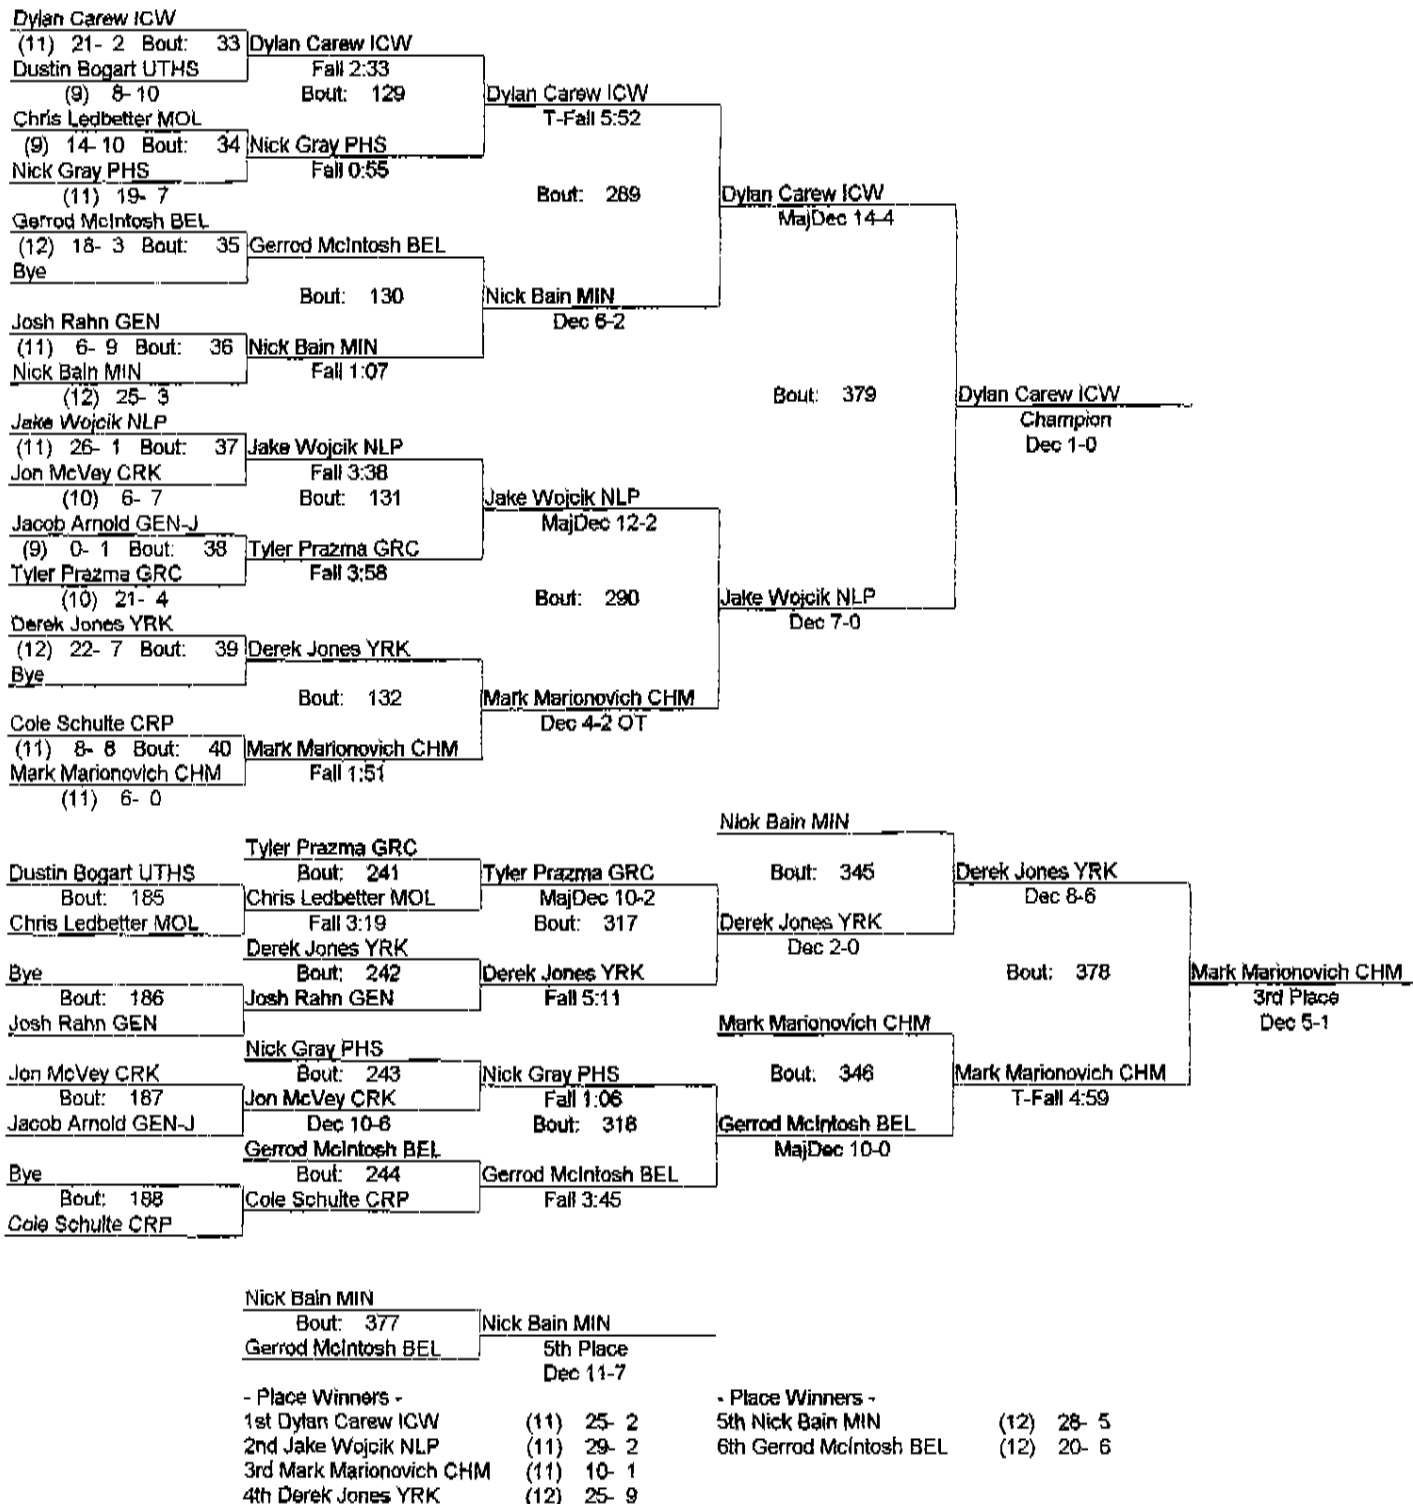 Dylan Carew ICW
(11) 21- 2 Bout: 33 Dylan Carew ICW
Dustin Bogart UTHS Fall 2:33
(9) 8- 10 Bout: 129 Dylan Carew ICW
Chris Ledbetter MOL T-Fall 5:52
(9) 14- 10 Bout: 34 Nick Gray PHS
Nick Gray PHS Fall 0:55
(11) 19- 7 Bout: 289 Dylan Carew ICW
Gerrod McIntosh BEL MajDec 14-4
(12) 18- 3 Bout: 35 Gerrod McIntosh BEL
Bye
Bout: 130 Nick Bain MIN
Josh Rahn GEN Dec 6-2
(11) 6- 9 Bout: 36 Nick Bain MIN
Nick Bain MIN Fall 1:07
(12) 25- 3 Bout: 379 Dylan Carew ICW
Jake Wojcik NLP Champion
(11) 26- 1 Bout: 37 Jake Wojcik NLP Dec 1-0
Jon McVey CRK Fall 3:38
(10) 6- 7 Bout: 131 Jake Wojcik NLP
Jacob Arnold GEN-J MajDec 12-2
(9) 0- 1 Bout: 38 Tyler Prazma GRC
Tyler Prazma GRC Fall 3:58
(10) 21- 4 Bout: 290 Jake Wojcik NLP
Derek Jones YRK Dec 7-0
(12) 22- 7 Bout: 39 Derek Jones YRK
Bye
Bout: 132 Mark Marionovich CHM
Cole Schulte CRP Dec 4-2 OT
(11) 8- 8 Bout: 40 Mark Marionovich CHM
Mark Marionovich CHM Fall 1:51
(11) 6- 0
Nick Bain MIN
Tyler Prazma GRC
Dustin Bogart UTHS Bout: 241 Tyler Prazma GRC Bout: 345 Derek Jones YRK
Bout: 185 Chris Ledbetter MOL MajDec 10-2 Dec 8-6
Chris Ledbetter MOL Fall 3:19 Bout: 317 Derek Jones YRK
Derek Jones YRK Dec 2-0
Bye Bout: 242 Derek Jones YRK Bout: 378 Mark Marionovich CHM
Bout: 186 Josh Rahn GEN Fall 5:11 3rd Place
Josh Rahn GEN Mark Marionovich CHM Dec 5-1
Nick Gray PHS
Jon McVey CRK Bout: 243 Nick Gray PHS Bout: 346 Mark Marionovich CHM
Bout: 187 Jon McVey CRK Fall 1:06 T-Fall 4:59
Jacob Arnold GEN-J Dec 10-6 Bout: 318 Gerrod McIntosh BEL
Gerrod McIntosh BEL MajDec 10-0
Bye Bout: 244 Gerrod McIntosh BEL
Bout: 188 Cole Schulte CRP Fall 3:45
Cole Schulte CRP
Nick Bain MIN
Bout: 377 Nick Bain MIN
Gerrod McIntosh BEL 5th Place
Dec 11-7
- Place Winners - - Place Winners -
1st Dylan Carew ICW (11) 25- 2 5th Nick Bain MIN (12) 28- 5
2nd Jake Wojcik NLP (11) 29- 2 6th Gerrod McIntosh BEL (12) 20- 6
3rd Mark Marionovich CHM (11) 10- 1
4th Derek Jones YRK (12) 25- 9